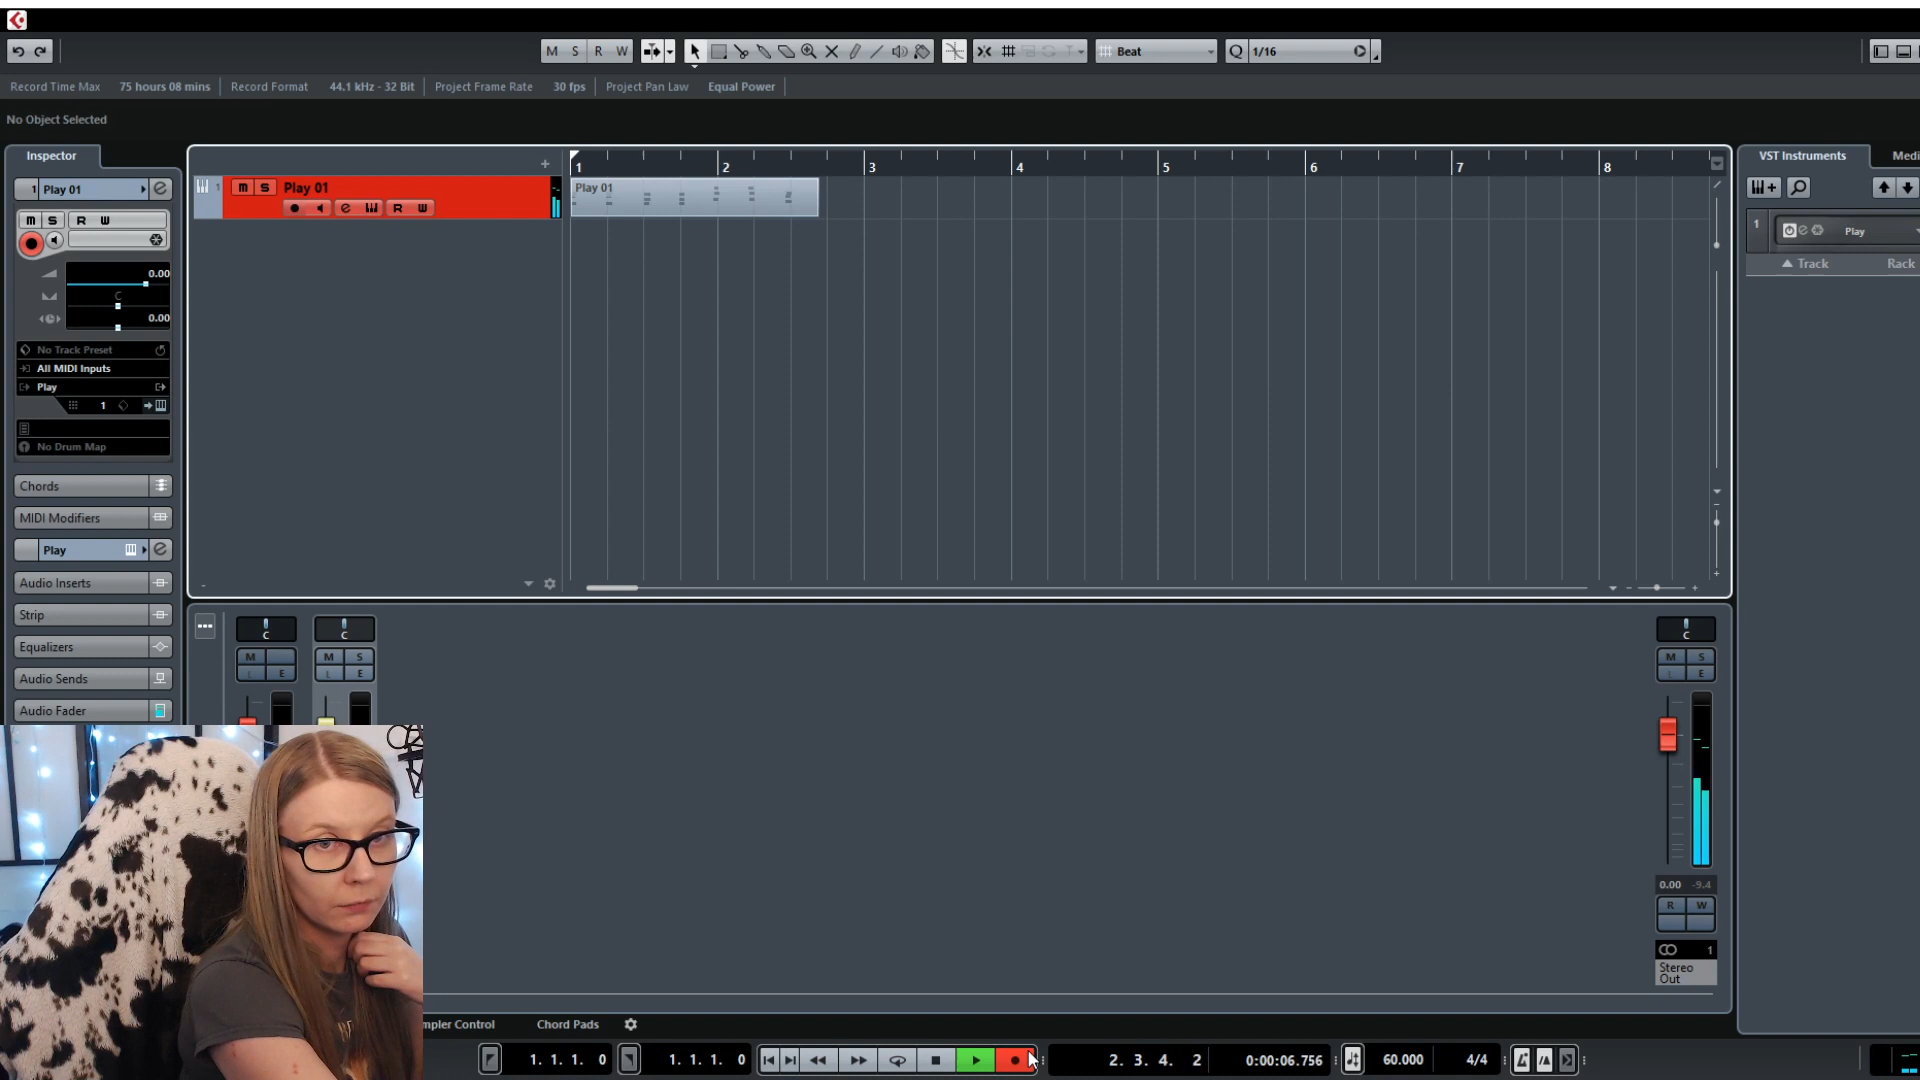 M S R W
Beat
Q 1/16
Record Time Max 75 hours 08 mins Record Format 44.1 kHz - 32 Bit Project Frame Rate 30 fps Project Pan Law Equal Power
No Object Selected
Inspector
1 Play 01
M S R W
0.00
C
0.00
No Track Preset
All MIDI Inputs
Play
1
No Drum Map
Chords
MIDI Modifiers
Play
Audio Inserts
Strip
Equalizers
Audio Sends
Audio Fader
1 M S Play 01
R W
1 2 3 4 5 6 7 8
Play 01
VST Instruments Medi
1 Play
Track Rack
C C C
M M S M S
L E L E L E
0.00 -9.4
R W
1
Stereo
Out
mpler Control Chord Pads
1. 1. 1. 0 1. 1. 1. 0 2. 3. 4. 2 0:00:06.756 60.000 4/4